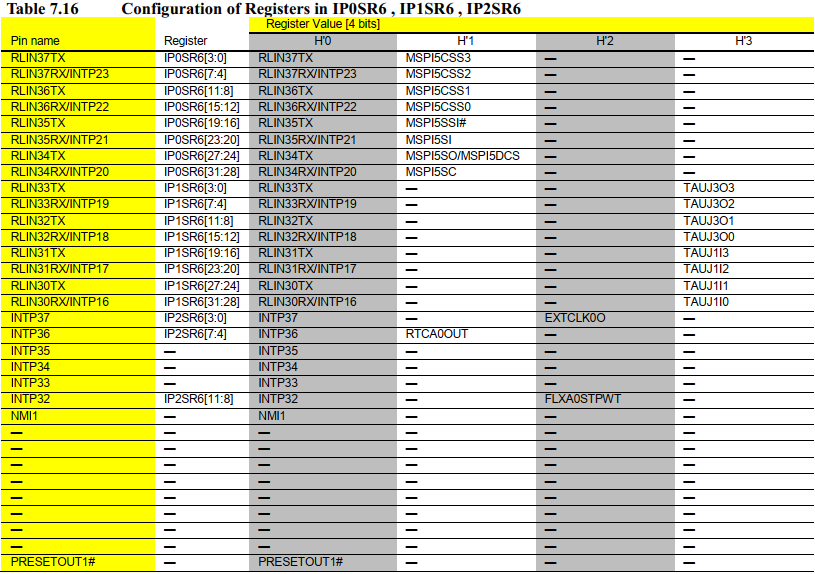 Table 7.16 Configuration of Registers in IP0SR6 , IP1SR6 , IP2SR6
Register Value [4 bits]
Pin name Register H'0 H'1 H'2 H'3
RLIN37TX IP0SR6[3:0] RLIN37TX MSPI5CSS3 — —
RLIN37RX/INTP23 IP0SR6[7:4] RLIN37RX/INTP23 MSPI5CSS2 — —
RLIN36TX IP0SR6[11:8] RLIN36TX MSPI5CSS1 — —
RLIN36RX/INTP22 IP0SR6[15:12] RLIN36RX/INTP22 MSPI5CSS0 — —
RLIN35TX IP0SR6[19:16] RLIN35TX MSPI5SSI# — —
RLIN35RX/INTP21 IP0SR6[23:20] RLIN35RX/INTP21 MSPI5SI — —
RLIN34TX IP0SR6[27:24] RLIN34TX MSPI5SO/MSPI5DCS — —
RLIN34RX/INTP20 IP0SR6[31:28] RLIN34RX/INTP20 MSPI5SC — —
RLIN33TX IP1SR6[3:0] RLIN33TX — — TAUJ3O3
RLIN33RX/INTP19 IP1SR6[7:4] RLIN33RX/INTP19 — — TAUJ3O2
RLIN32TX IP1SR6[11:8] RLIN32TX — — TAUJ3O1
RLIN32RX/INTP18 IP1SR6[15:12] RLIN32RX/INTP18 — — TAUJ3O0
RLIN31TX IP1SR6[19:16] RLIN31TX — — TAUJ1I3
RLIN31RX/INTP17 IP1SR6[23:20] RLIN31RX/INTP17 — — TAUJ1I2
RLIN30TX IP1SR6[27:24] RLIN30TX — — TAUJ1I1
RLIN30RX/INTP16 IP1SR6[31:28] RLIN30RX/INTP16 — — TAUJ1I0
INTP37 IP2SR6[3:0] INTP37 — EXTCLK0O —
INTP36 IP2SR6[7:4] INTP36 RTCA0OUT — —
INTP35 — INTP35 — — —
INTP34 — INTP34 — — —
INTP33 — INTP33 — — —
INTP32 IP2SR6[11:8] INTP32 — FLXA0STPWT —
NMI1 — NMI1 — — —
— — — — — —
— — — — — —
— — — — — —
— — — — — —
— — — — — —
— — — — — —
— — — — — —
— — — — — —
PRESETOUT1# — PRESETOUT1# — — —